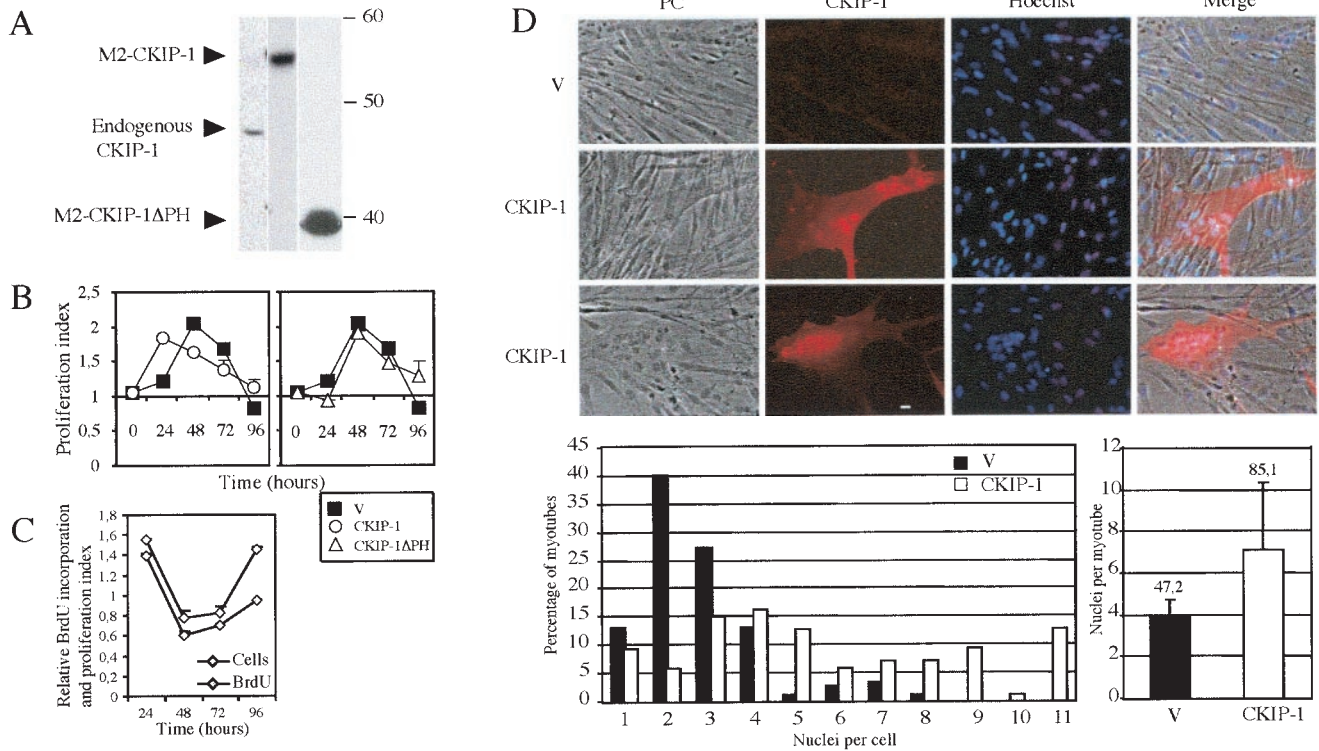 A
60
M2-CKIP-1
50
Endogenous
CKIP-1
M2-CKIP-1ΔPH
40
B
Proliferation index
2,5
2
1,5
1
0,5
0
0 24 48 72 96
0 24 48 72 96
Time (hours)
V
CKIP-1
CKIP-1ΔPH
C
Relative BrdU incorporation
and proliferation index
1,8
1,6
1,4
1,2
1
0,8
0,6
0,4
0,2
0
Cells
BrdU
24 48 72 96
Time (hours)
D
PC CKIP-1 Hoechst Merge
V
CKIP-1
CKIP-1
Percentage of myotubes
45
40
35
30
25
20
15
10
5
0
V
CKIP-1
1 2 3 4 5 6 7 8 9 10 11
Nuclei per cell
Nuclei per myotube
12
10
8
6
4
2
0
47,2
85,1
V CKIP-1